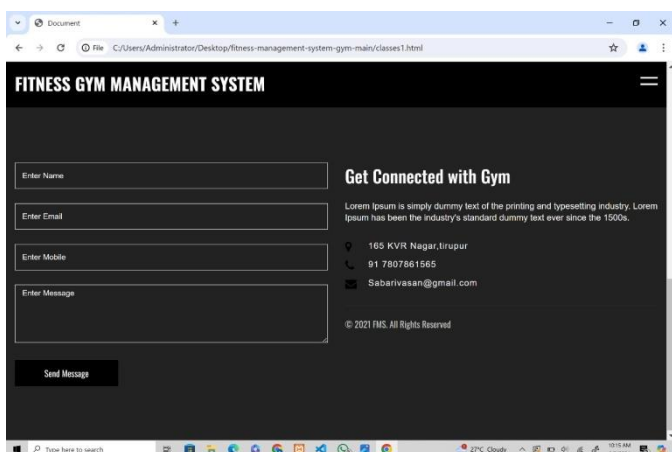 Document
File C:/Users/Administrator/Desktop/fitness-management-system-gym-main/classes1.html
FITNESS GYM MANAGEMENT SYSTEM
Enter Name
Enter Email
Enter Mobile
Enter Message
Send Message
Get Connected with Gym
Lorem Ipsum is simply dummy text of the printing and typesetting industry. Lorem
Ipsum has been the industry's standard dummy text ever since the 1500s.
165 KVR Nagar,tirupur
91 7807861565
Sabarivasan@gmail.com
© 2021 FMS. All Rights Reserved
Type here to search
27°C Cloudy
10:15 AM